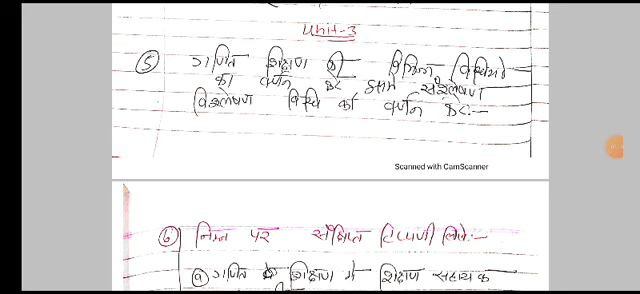 Unit-3
⑤ गणित शिक्षण की विभिन्न विधियों
का वर्णन करें इसमें संश्लेषण।
विश्लेषण विधि का वर्णन करें:-
Scanned with CamScanner
⑥ निम्न पर संक्षिप्त टिप्पणी लिखें:-
ⓐ गणित के शिक्षण में शिक्षण सहायक